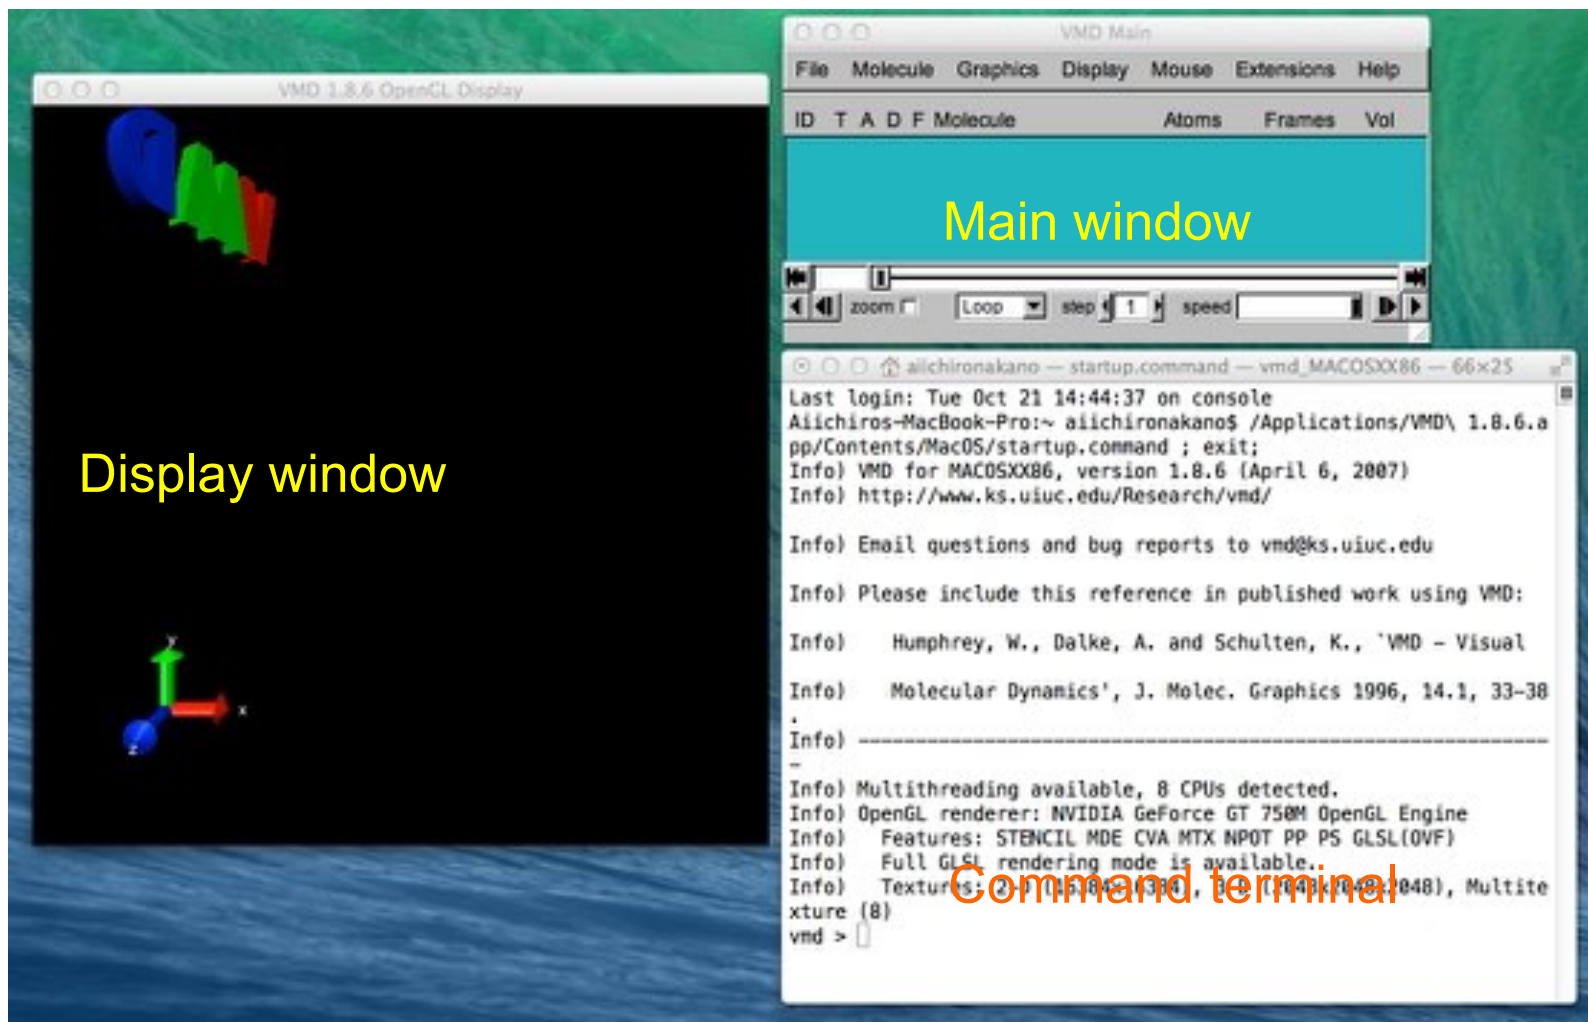 VMD 1.8.6 OpenGL Display
Display window
y
x
z
VMD Main
File Molecule Graphics Display Mouse Extensions Help
ID T A D F Molecule Atoms Frames Vol
Main window
zoom Loop step 1 speed
aiichironakano — startup.command — vmd_MACOSXX86 — 66×25
Last login: Tue Oct 21 14:44:37 on console
Aiichiros-MacBook-Pro:~ aiichironakano$ /Applications/VMD\ 1.8.6.a
pp/Contents/MacOS/startup.command ; exit;
Info) VMD for MACOSXX86, version 1.8.6 (April 6, 2007)
Info) http://www.ks.uiuc.edu/Research/vmd/
Info) Email questions and bug reports to vmd@ks.uiuc.edu
Info) Please include this reference in published work using VMD:
Info) Humphrey, W., Dalke, A. and Schulten, K., `VMD - Visual
Info) Molecular Dynamics', J. Molec. Graphics 1996, 14.1, 33-38
.
Info) ------------------------------------------------------------
-
Info) Multithreading available, 8 CPUs detected.
Info) OpenGL renderer: NVIDIA GeForce GT 750M OpenGL Engine
Info) Features: STENCIL MDE CVA MTX NPOT PP PS GLSL(OVF)
Info) Full GLSL rendering mode is available.
Info) Textures: 2-D (16384x16384), 3-D (2048x2048x2048), Multite
xture (8)
vmd >
Command terminal